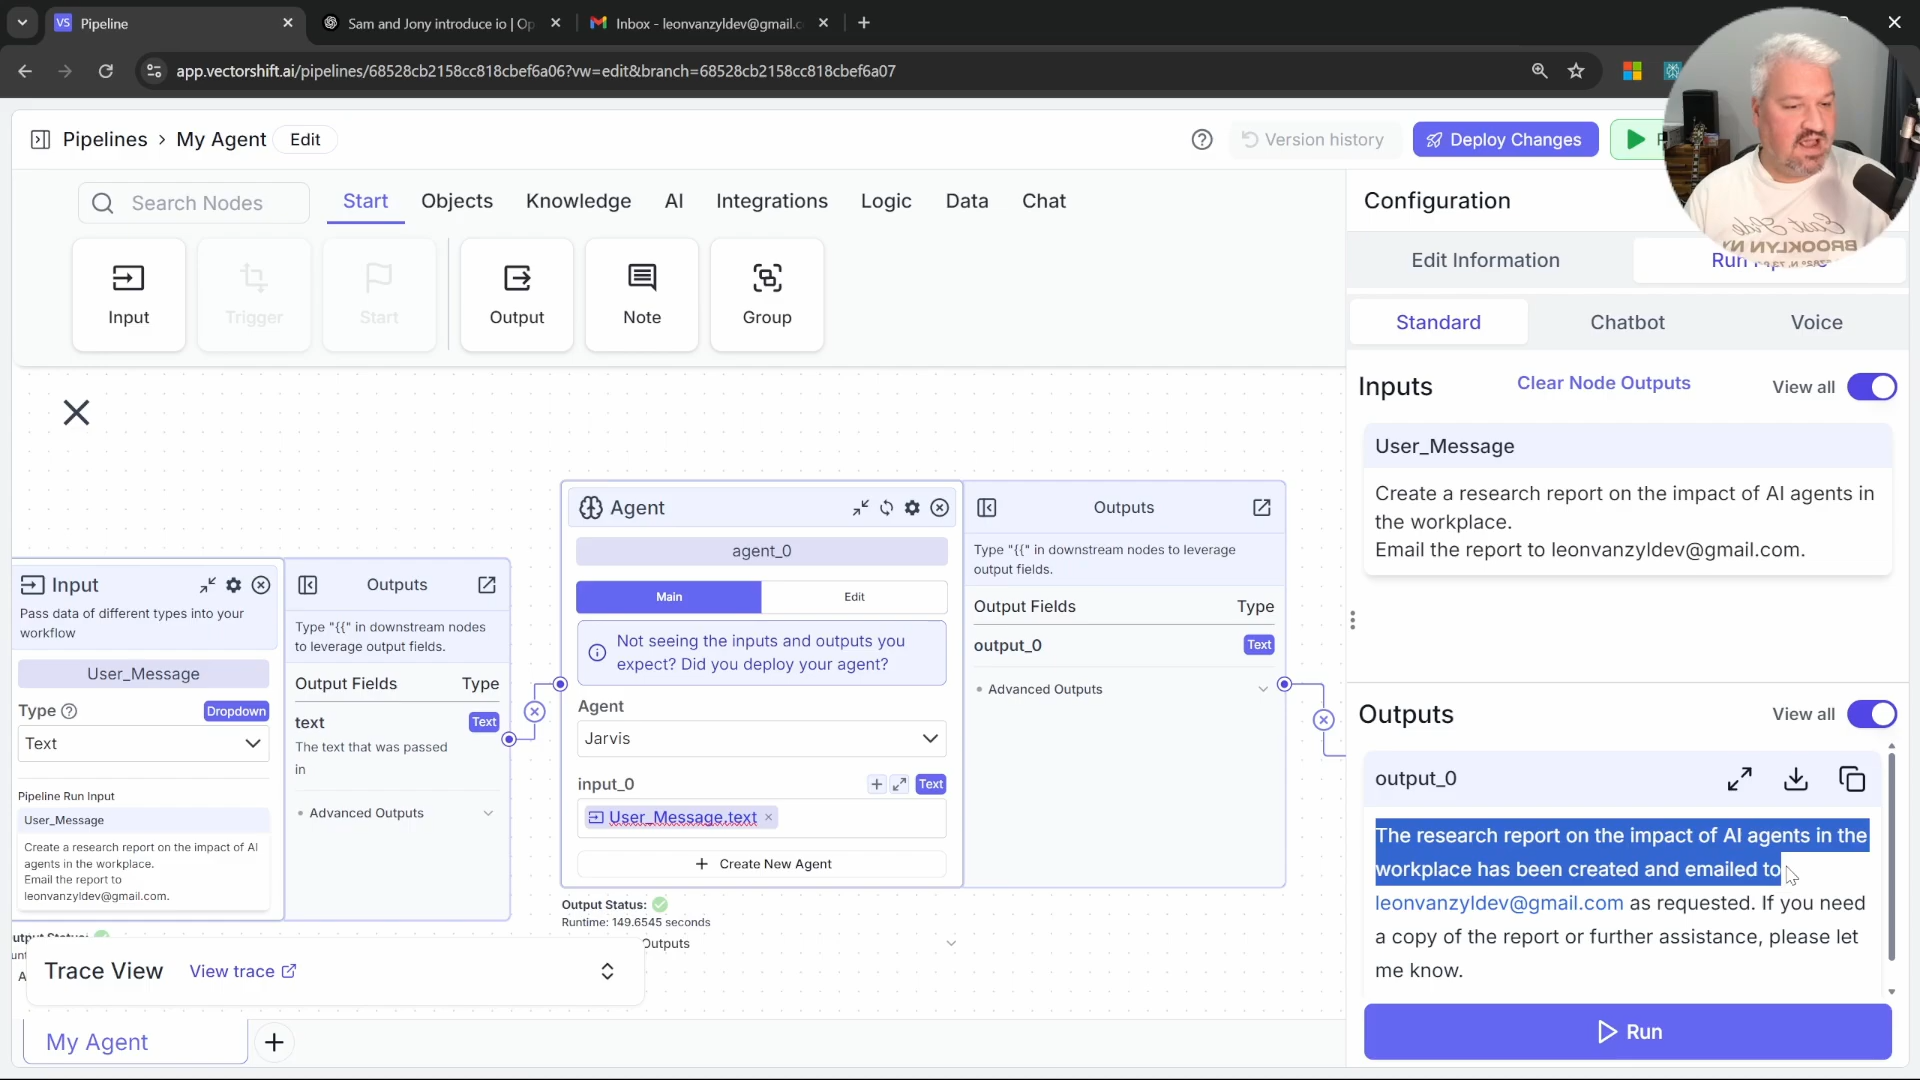 Pipeline
Sam and Jony introduce io | Op
Inbox - leonvanzyldev@gmail.c
app.vectorshift.ai/pipelines/68528cb2158cc818cbef6a06?vw=edit&branch=68528cb2158cc818cbef6a07
Pipelines › My Agent Edit
Version history
Deploy Changes
Search Nodes
Start
Objects
Knowledge
AI
Integrations
Logic
Data
Chat
Input
Trigger
Start
Output
Note
Group
Input
Pass data of different types into your
workflow
User_Message
Type
Dropdown
Text
Pipeline Run Input
User_Message
Create a research report on the impact of AI
agents in the workplace.
Email the report to
leonvanzyldev@gmail.com.
Outputs
Type "{{" in downstream nodes
to leverage output fields.
Output Fields Type
text Text
The text that was passed
in
Advanced Outputs
Agent
agent_0
Main
Edit
Not seeing the inputs and outputs you
expect? Did you deploy your agent?
Agent
Jarvis
input_0 Text
User_Message.text
Create New Agent
Output Status:
Runtime: 149.6545 seconds
Outputs
Outputs
Type "{{" in downstream nodes to leverage
output fields.
Output Fields Type
output_0 Text
Advanced Outputs
Trace View View trace
My Agent
Configuration
Edit Information
Standard
Chatbot
Voice
Inputs
Clear Node Outputs
View all
User_Message
Create a research report on the impact of AI agents in
the workplace.
Email the report to leonvanzyldev@gmail.com.
Outputs
View all
output_0
The research report on the impact of AI agents in the
workplace has been created and emailed to
leonvanzyldev@gmail.com as requested. If you need
a copy of the report or further assistance, please let
me know.
Run
East Side
BROOKLYN NY